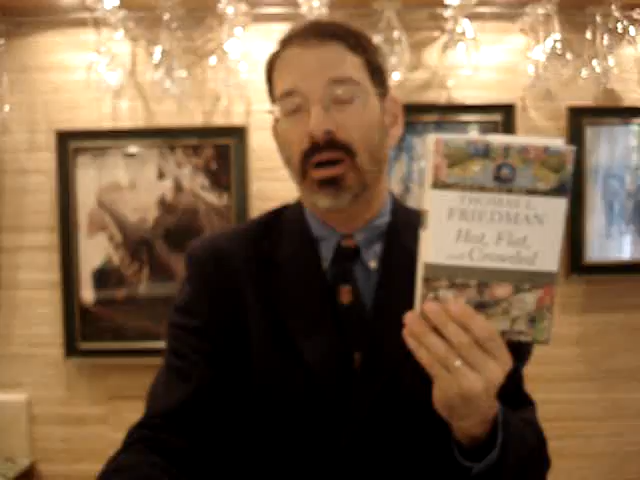 THOMAS L.
FRIEDMAN
Hot, Flat,
and Crowded